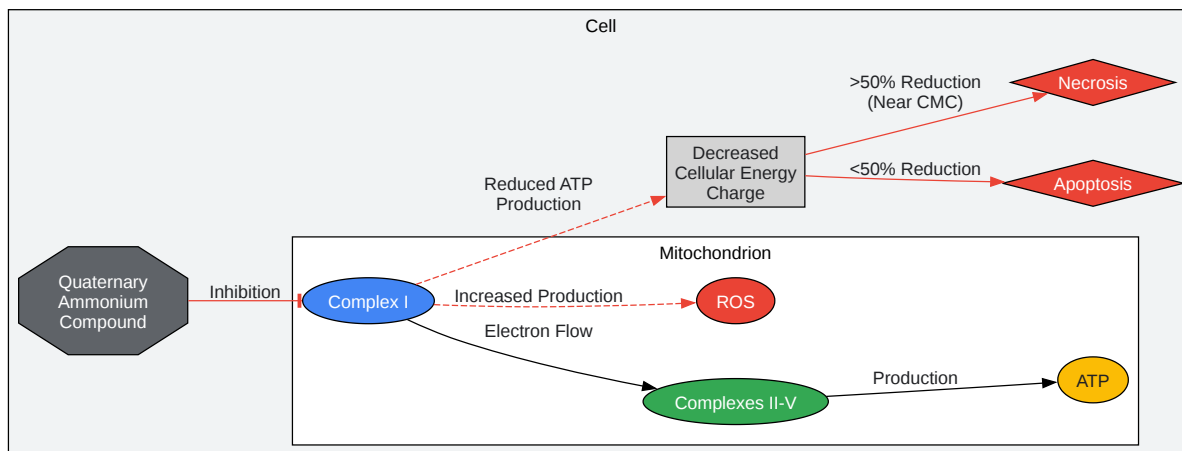 Cell
>50% Reduction
(Near CMC)
Necrosis
Decreased
Cellular Energy
Charge
<50% Reduction
Apoptosis
Reduced ATP
Production
Mitochondrion
Quaternary
Ammonium
Compound
Inhibition
Complex I
Increased Production
ROS
Electron Flow
Complexes II-V
Production
ATP